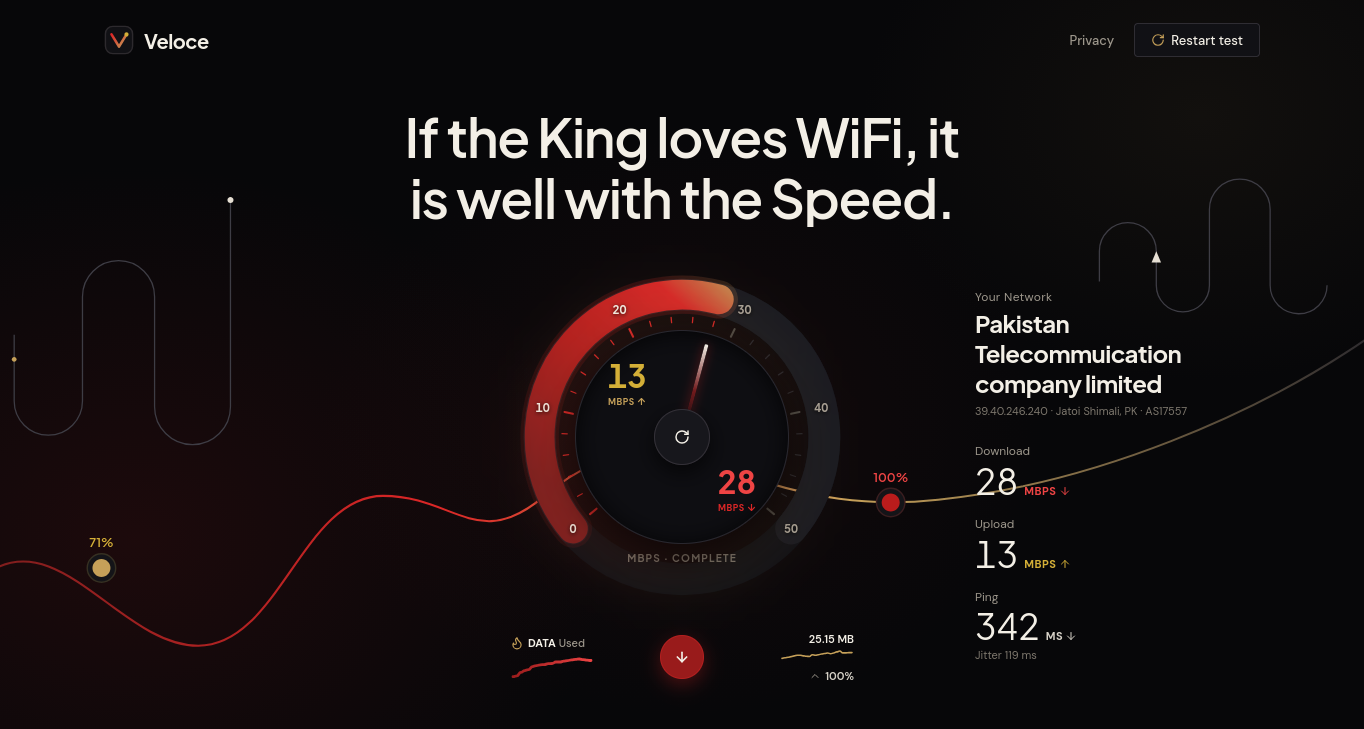 Veloce
Privacy
Restart test
If the King loves WiFi, it
is well with the Speed.
20
30
10
40
0
50
13
MBPS ↑
28
MBPS ↓
MBPS · COMPLETE
71%
100%
Your Network
Pakistan
Telecommuication
company limited
39.40.246.240 · Jatoi Shimali, PK · AS17557
Download
28 MBPS ↓
Upload
13 MBPS ↑
Ping
342 MS ↓
Jitter 119 ms
DATA Used
25.15 MB
100%